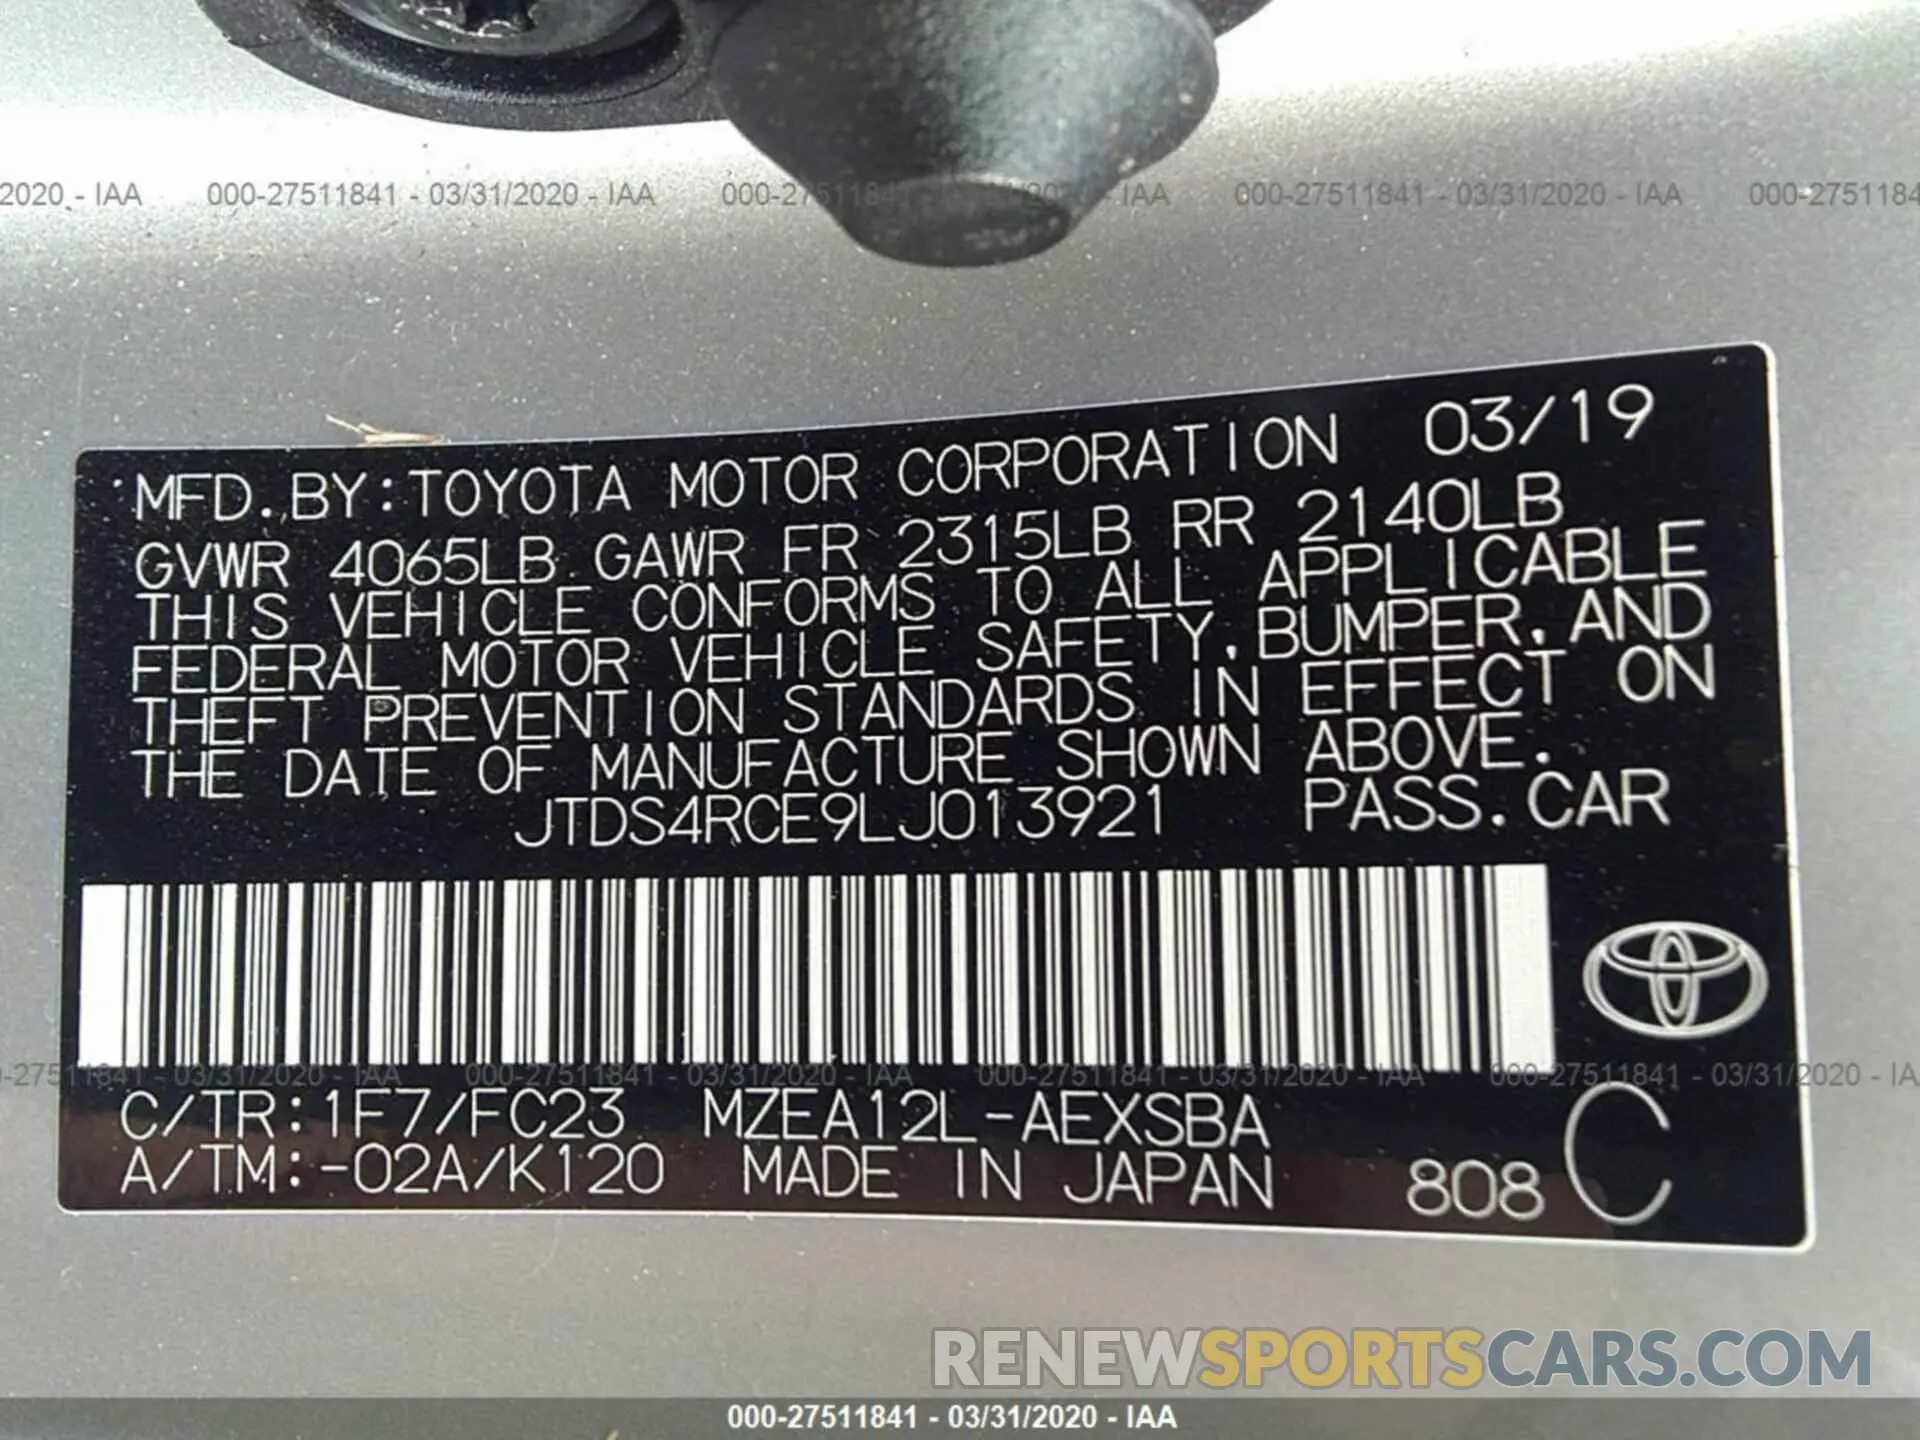 2020 - IAA 000-27511841 - 03/31/2020 - IAA 000-27511841 - 03/31/2020 - IAA 000-27511841 - 03/31/2020 - IAA 000-2751184
MFD. BY: TOYOTA MOTOR CORPORATION 03/19
GVWR 4065LB GAWR FR 2315LB RR 2140LB
THIS VEHICLE CONFORMS TO ALL APPLICABLE
FEDERAL MOTOR VEHICLE SAFETY, BUMPER, AND
THEFT PREVENTION STANDARDS IN EFFECT ON
THE DATE OF MANUFACTURE SHOWN ABOVE.
JTDS4RCE9LJ013921 PASS. CAR
-27511841 - 03/31/2020 - IAA 000-27511841 - 03/31/2020 - IAA 000-27511841 - 03/31/2020 - IAA 000-27511841 - 03/31/2020 - IA
C/TR: 1F7/FC23 MZEA12L-AEXSBA
A/TM: -02A/K120 MADE IN JAPAN 808 C
RENEWSPORTSCARS.COM
000-27511841 - 03/31/2020 - IAA